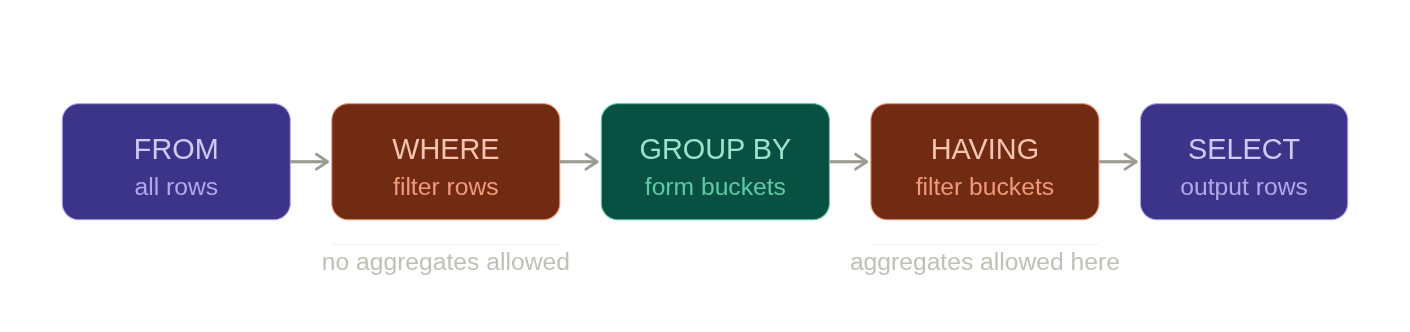 FROM
all rows
WHERE
filter rows
GROUP BY
form buckets
HAVING
filter buckets
SELECT
output rows
no aggregates allowed
aggregates allowed here